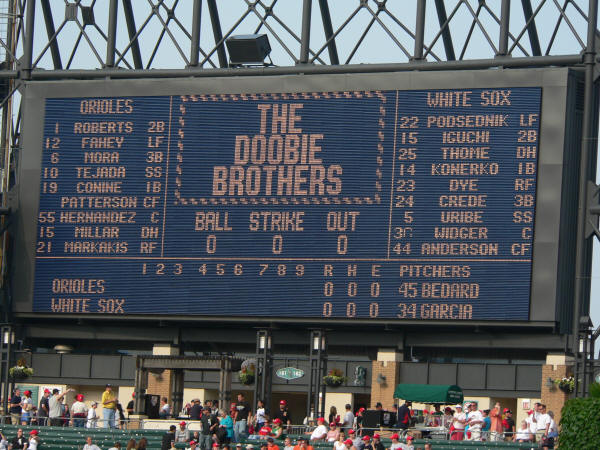 ORIOLES
1 ROBERTS 2B
12 FAHEY LF
6 MORA 3B
10 TEJADA SS
19 CONINE 1B
PATTERSON CF
55 HERNANDEZ C
15 MILLAR DH
21 MARKAKIS RF
THE
DOOBIE
BROTHERS
BALL STRIKE OUT
0 0 0
WHITE SOX
22 PODSEDNIK LF
15 IGUCHI 2B
25 THOME DH
14 KONERKO 1B
23 DYE RF
24 CREDE 3B
5 URIBE SS
WIDGER C
44 ANDERSON CF
1 2 3 4 5 6 7 8 9 R H E PITCHERS
ORIOLES 0 0 0 45 BEDARD
WHITE SOX 0 0 0 34 GARCIA